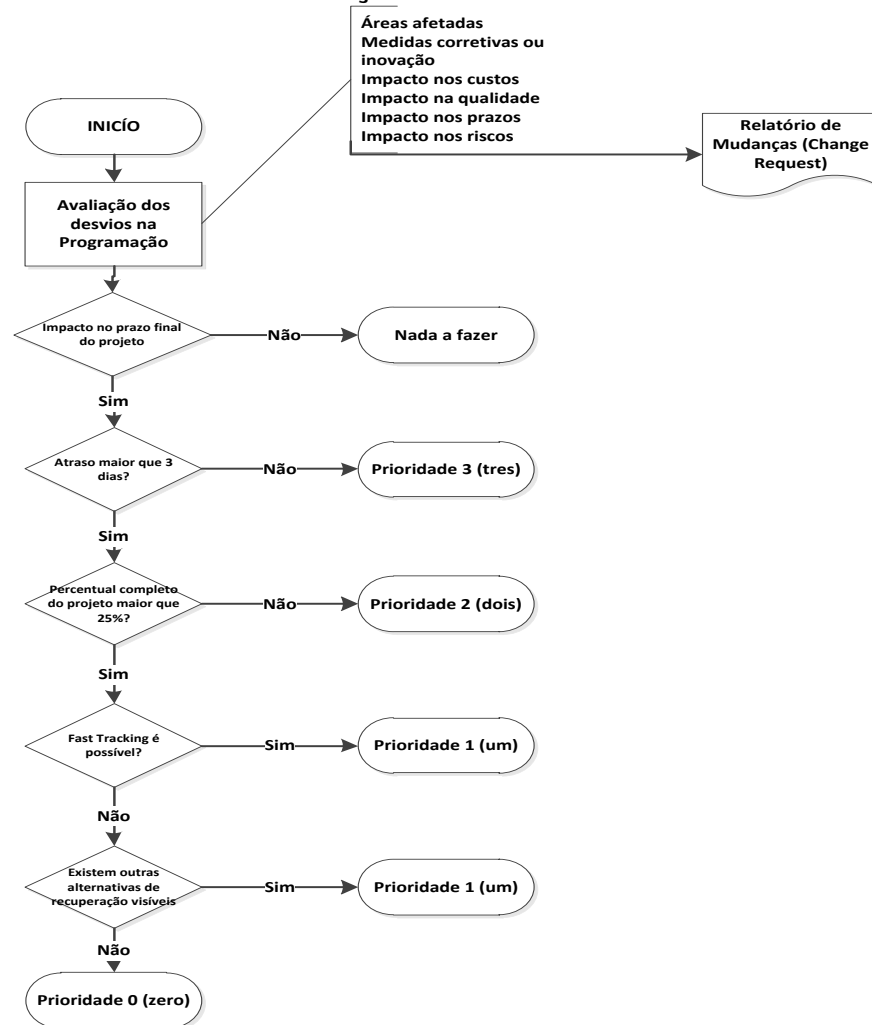 Áreas afetadas
Medidas corretivas ou
inovação
Impacto nos custos
Impacto na qualidade
Impacto nos prazos
Impacto nos riscos
INICÍO
Relatório de
Mudanças (Change
Request)
Avaliação dos
desvios na
Programação
Impacto no prazo final
do projeto
Não
Nada a fazer
Sim
Atraso maior que 3
dias?
Não
Prioridade 3 (tres)
Sim
Percentual completo
do projeto maior que
25%?
Não
Prioridade 2 (dois)
Sim
Fast Tracking é
possível?
Sim
Prioridade 1 (um)
Não
Existem outras
alternativas de
recuperação visíveis
Sim
Prioridade 1 (um)
Não
Prioridade 0 (zero)